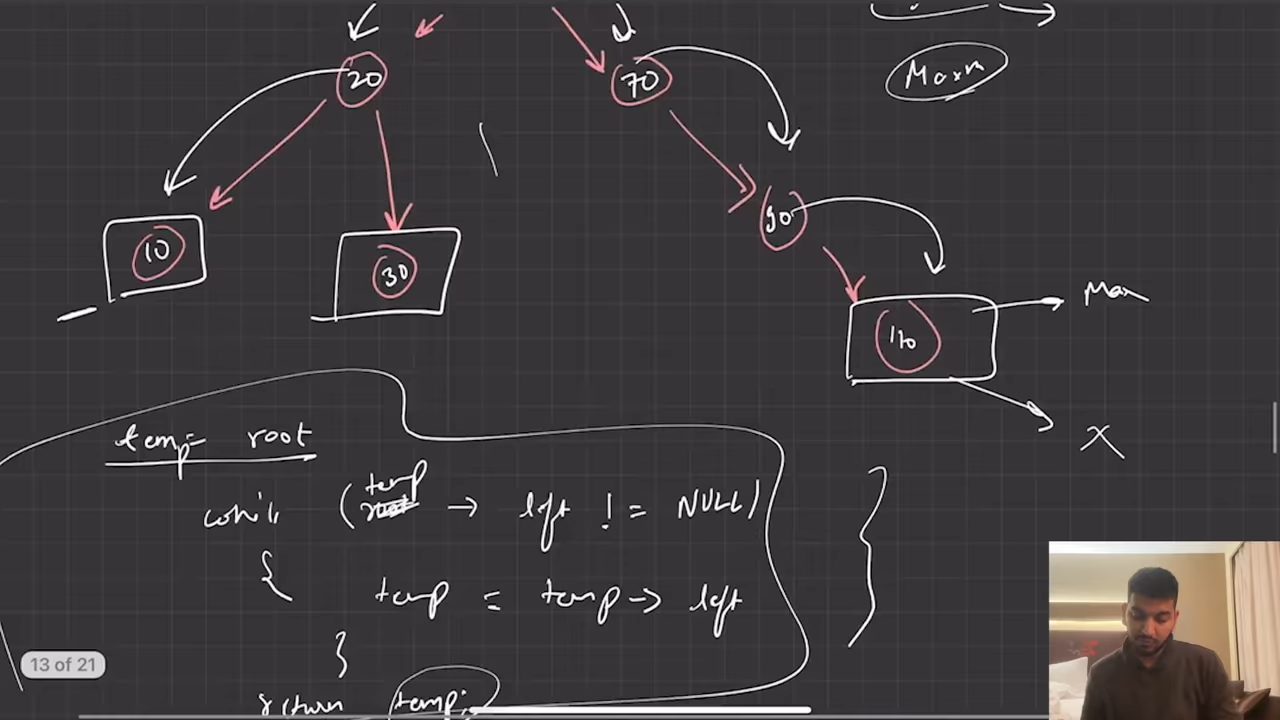 Maxm
20
70
10
30
90
110
Max
X
temp = root
while (temp root → left != NULL)
{
temp = temp → left
}
return temp;
13 of 21